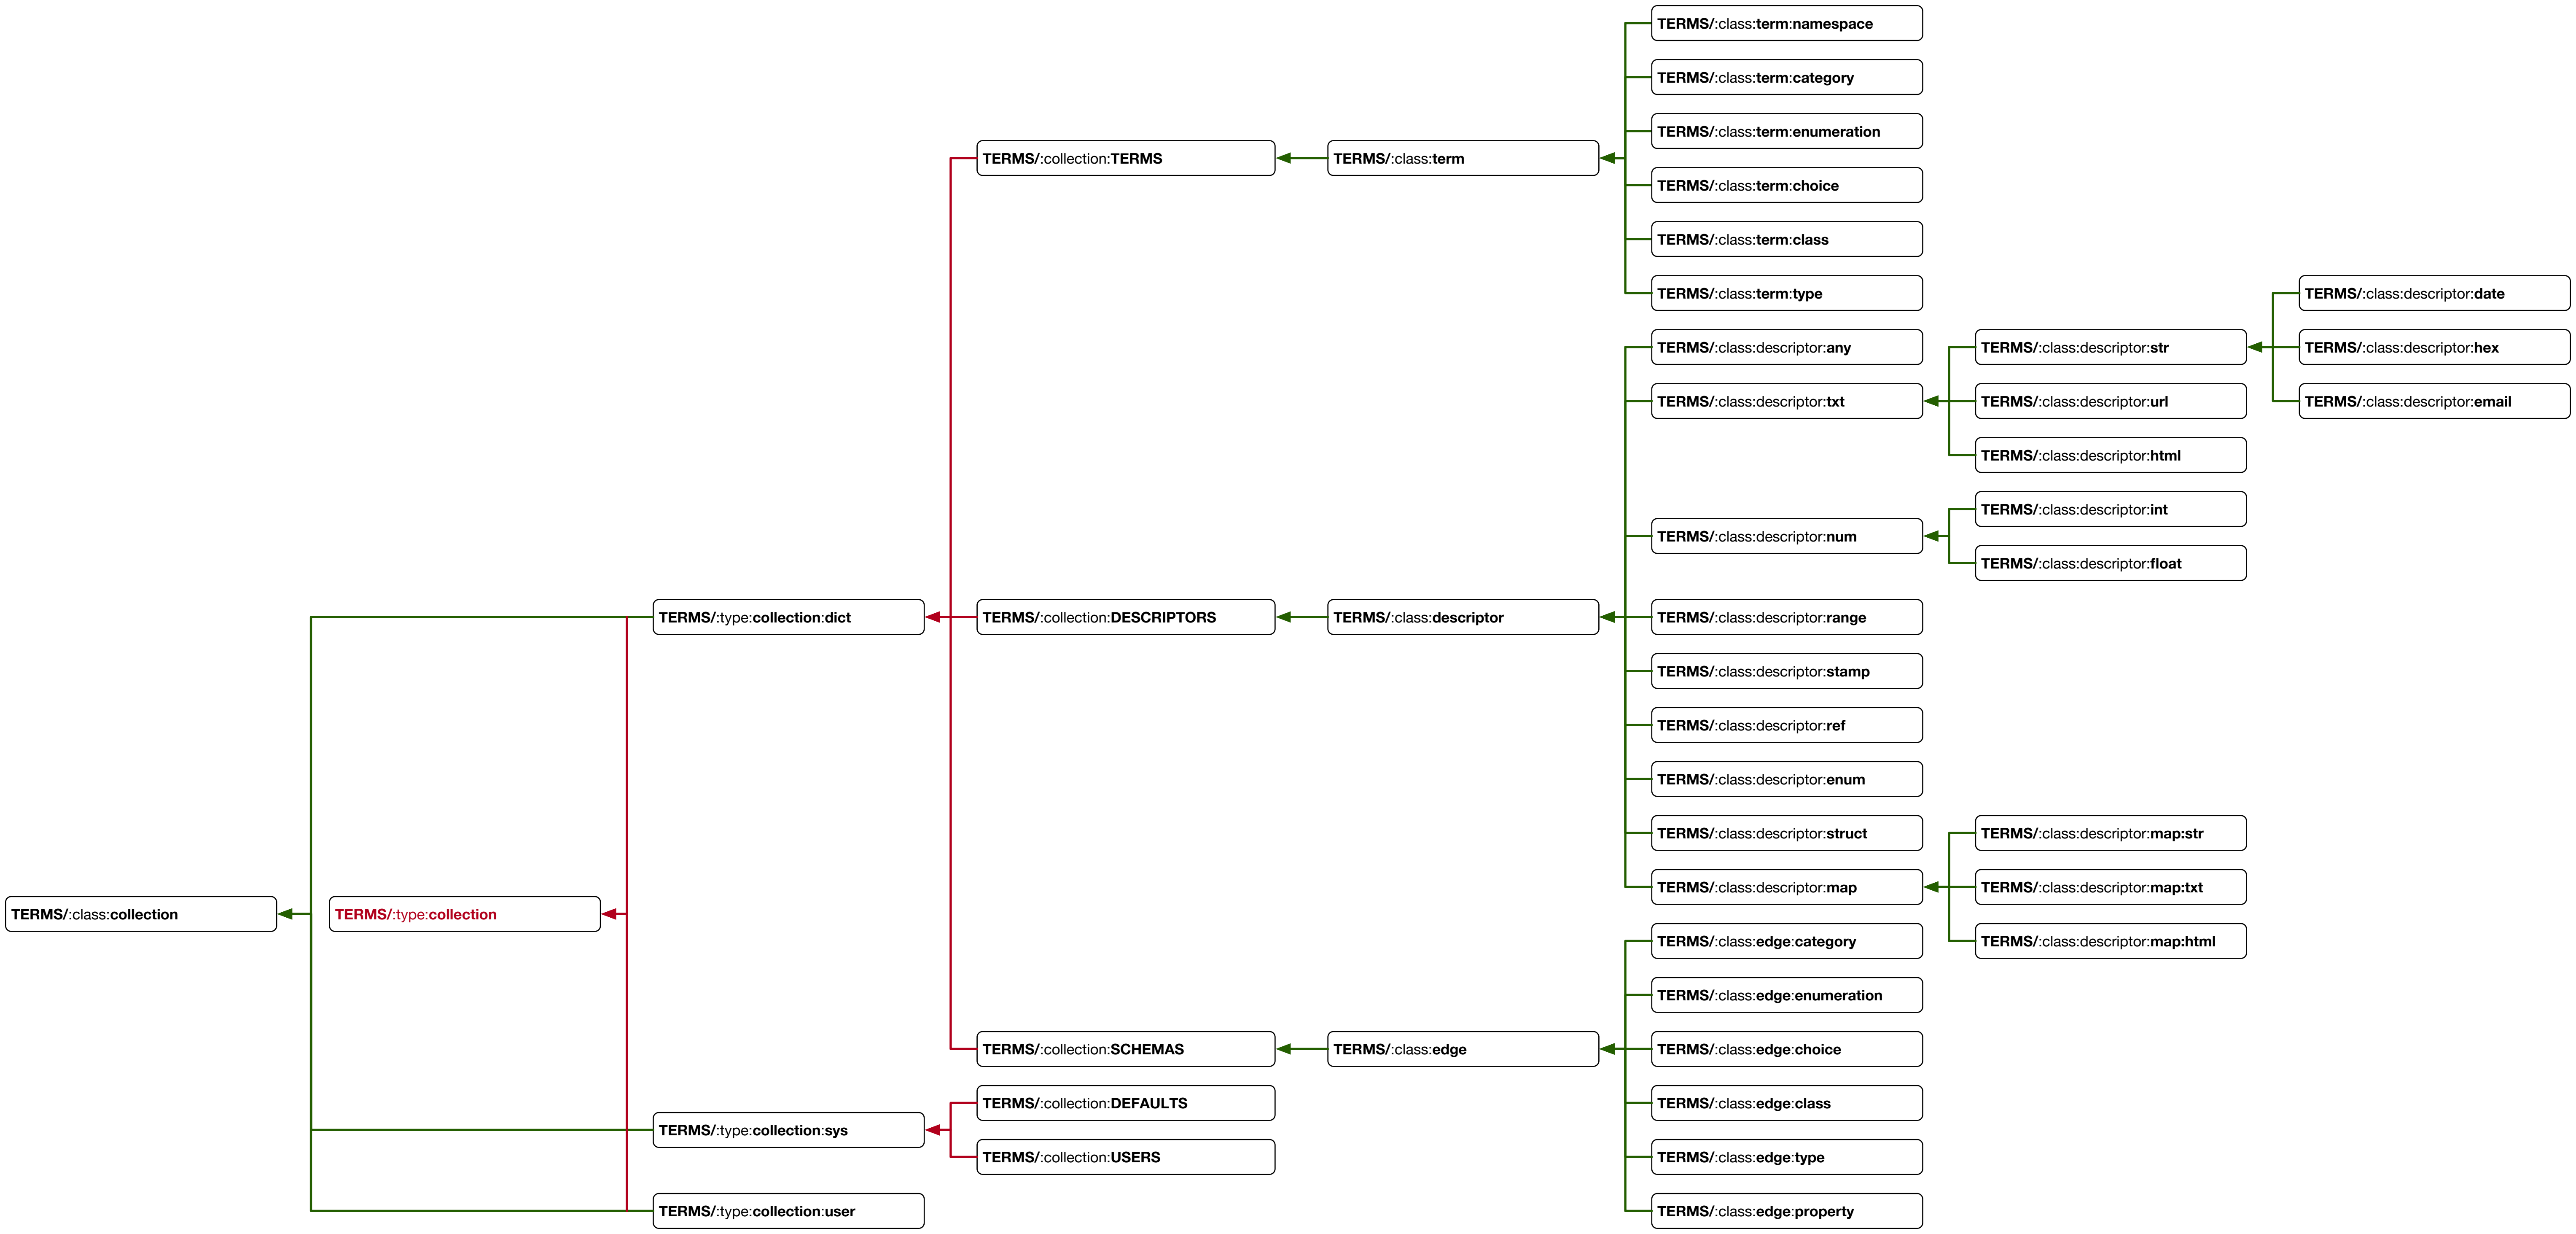 TERMS/:class:term:namespace
TERMS/:class:term:category
TERMS/:class:term:enumeration
TERMS/:collection:TERMS
TERMS/:class:term
TERMS/:class:term:choice
TERMS/:class:term:class
TERMS/:class:term:type
TERMS/:class:descriptor:date
TERMS/:class:descriptor:any
TERMS/:class:descriptor:str
TERMS/:class:descriptor:hex
TERMS/:class:descriptor:txt
TERMS/:class:descriptor:url
TERMS/:class:descriptor:email
TERMS/:class:descriptor:html
TERMS/:class:descriptor:int
TERMS/:class:descriptor:num
TERMS/:class:descriptor:float
TERMS/:type:collection:dict
TERMS/:collection:DESCRIPTORS
TERMS/:class:descriptor
TERMS/:class:descriptor:range
TERMS/:class:descriptor:stamp
TERMS/:class:descriptor:ref
TERMS/:class:descriptor:enum
TERMS/:class:descriptor:struct
TERMS/:class:descriptor:map:str
TERMS/:class:descriptor:map
TERMS/:class:descriptor:map:txt
TERMS/:class:collection
TERMS/:type:collection
TERMS/:class:edge:category
TERMS/:class:descriptor:map:html
TERMS/:class:edge:enumeration
TERMS/:collection:SCHEMAS
TERMS/:class:edge
TERMS/:class:edge:choice
TERMS/:collection:DEFAULTS
TERMS/:class:edge:class
TERMS/:type:collection:sys
TERMS/:collection:USERS
TERMS/:class:edge:type
TERMS/:type:collection:user
TERMS/:class:edge:property